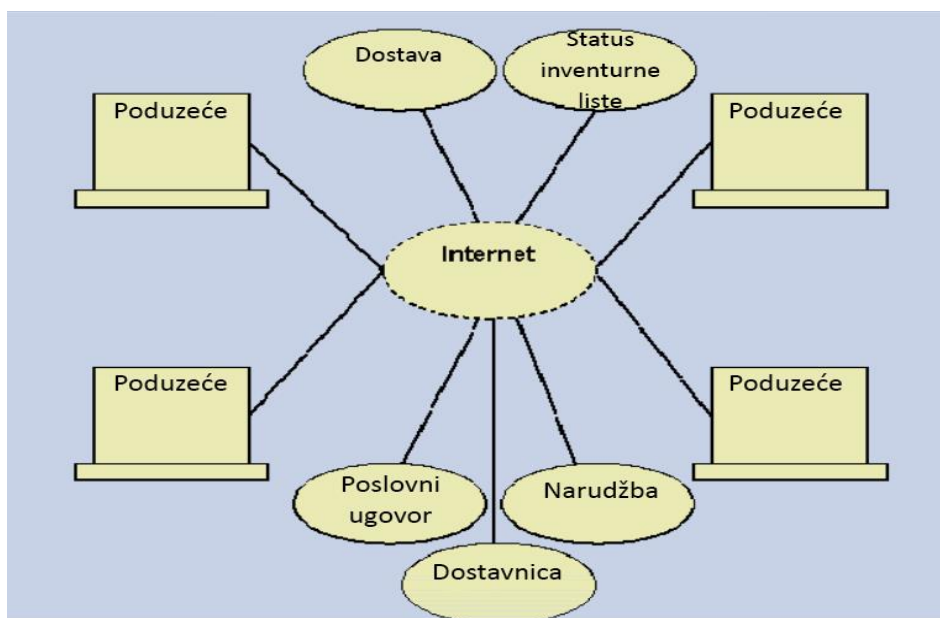 Dostava
Status
inventurne
liste
Poduzeće
Poduzeće
Internet
Poduzeće
Poduzeće
Poslovni
ugovor
Narudžba
Dostavnica